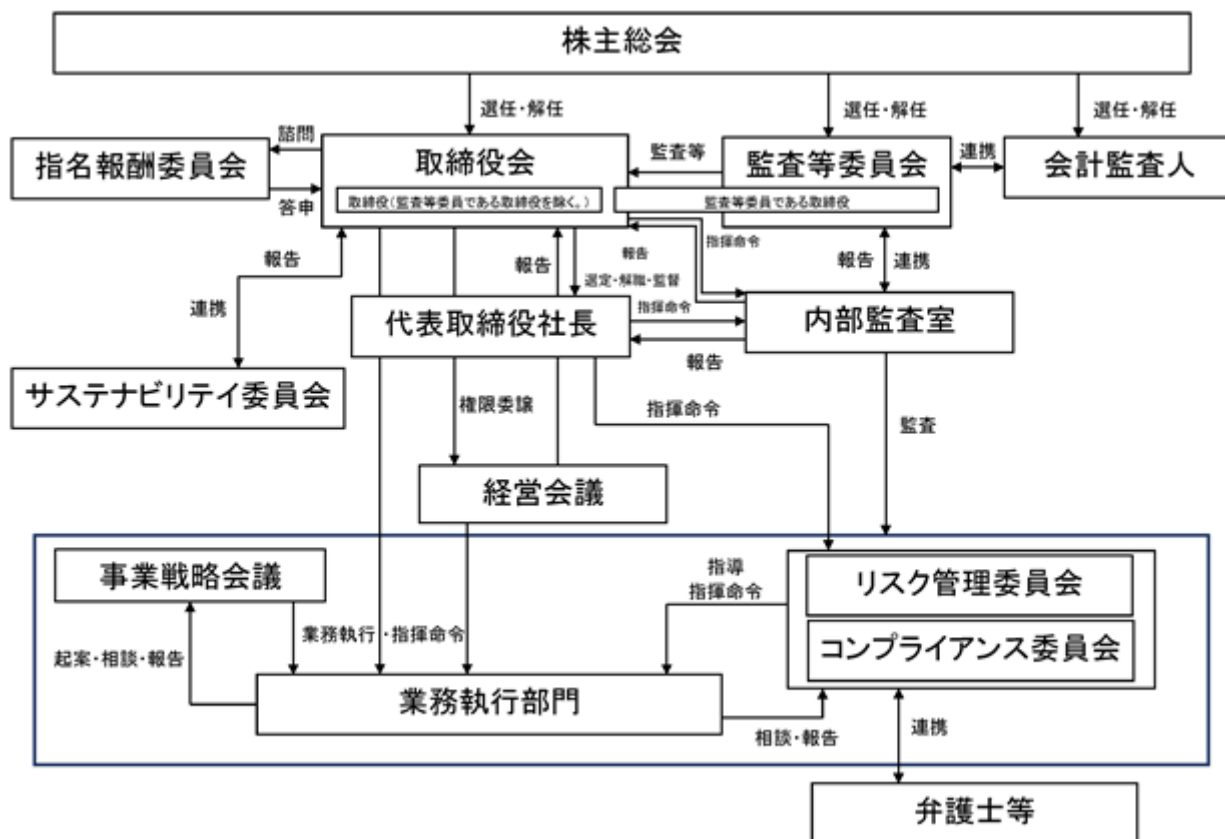 株主総会
選任・解任
選任・解任
選任・解任
諮問
指名報酬委員会
答申
取締役会
取締役(監査等委員である取締役を除く。)
監査等
監査等委員会
監査等委員である取締役
連携
会計監査人
報告
連携
報告
報告
選定・解職・監督
指揮命令
報告
連携
代表取締役社長
指揮命令
報告
内部監査室
サステナビリテイ委員会
権限委譲
指揮命令
監査
経営会議
事業戦略会議
指導
指揮命令
リスク管理委員会
コンプライアンス委員会
起案・相談・報告
業務執行・指揮命令
業務執行部門
相談・報告
連携
弁護士等